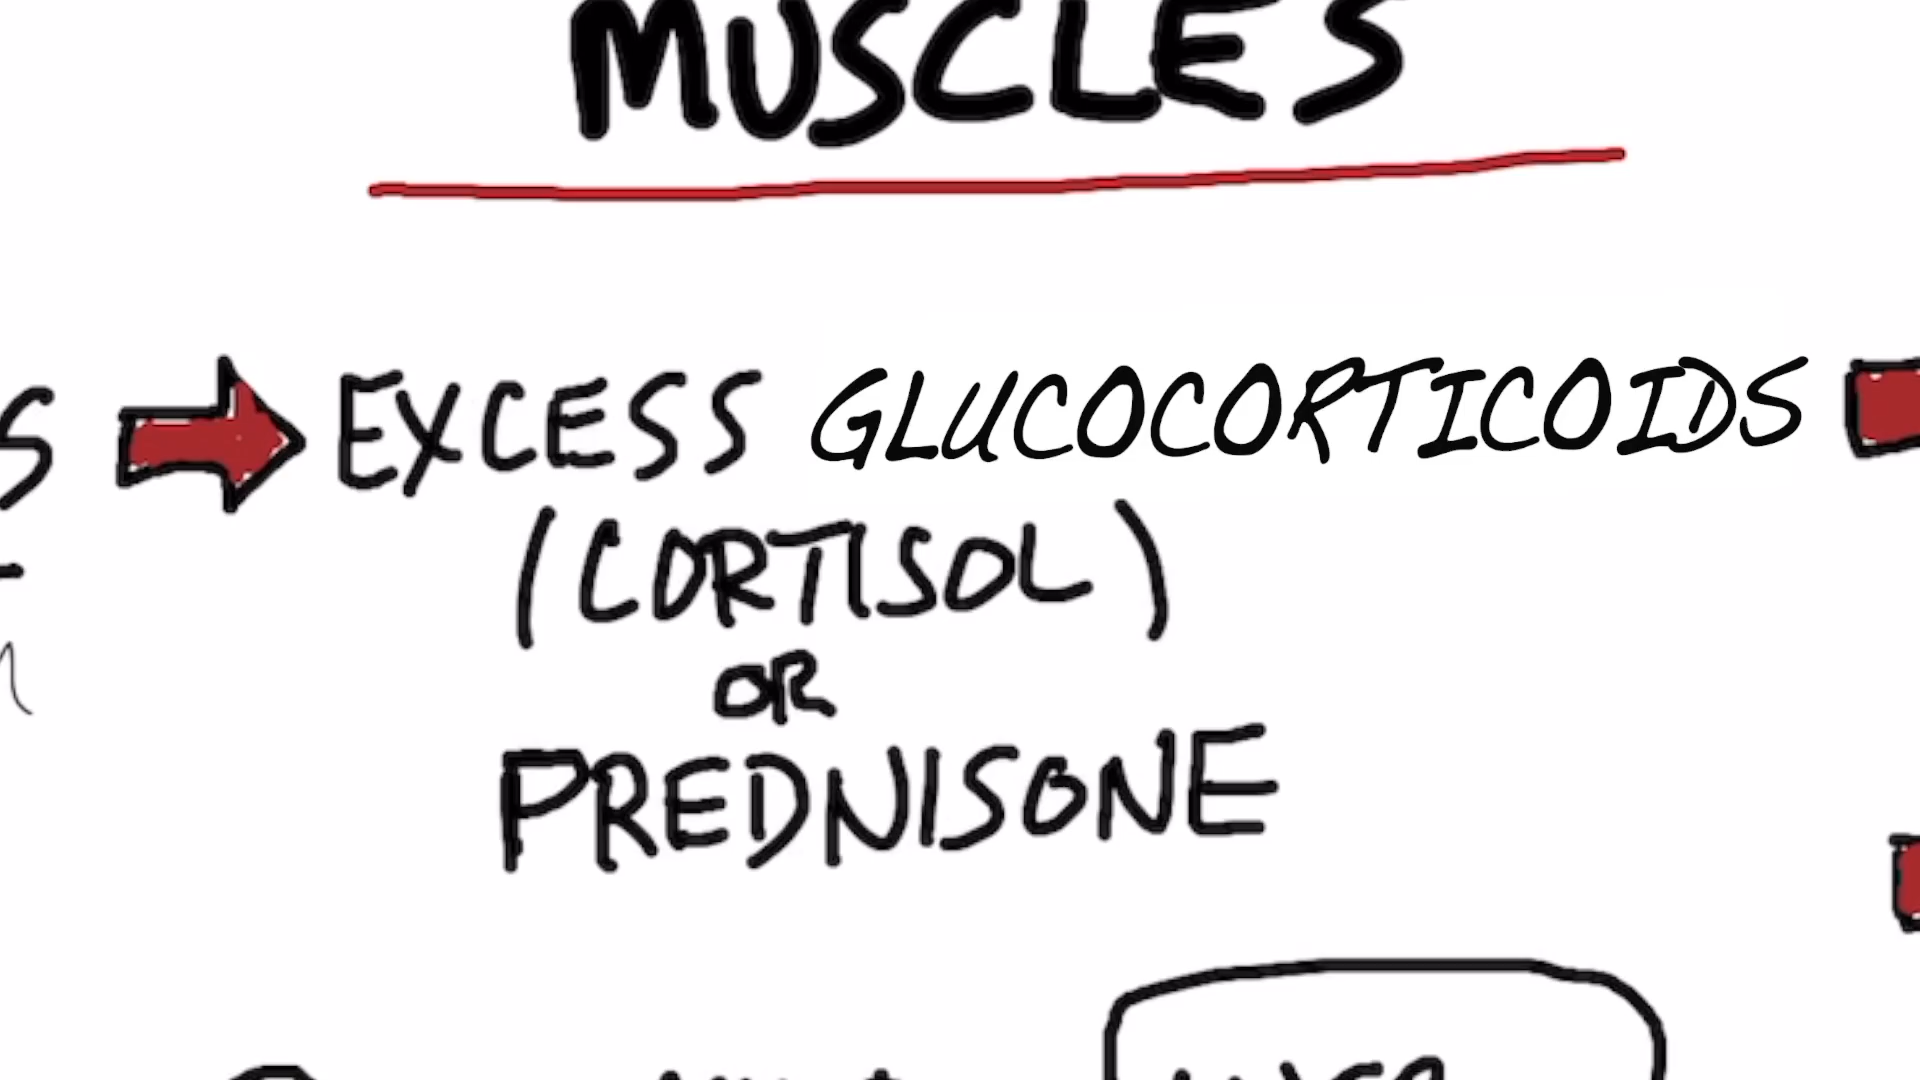 MUSCLES
EXCESS GLUCOCORTICOIDS
(CORTISOL)
OR
PREDNISONE